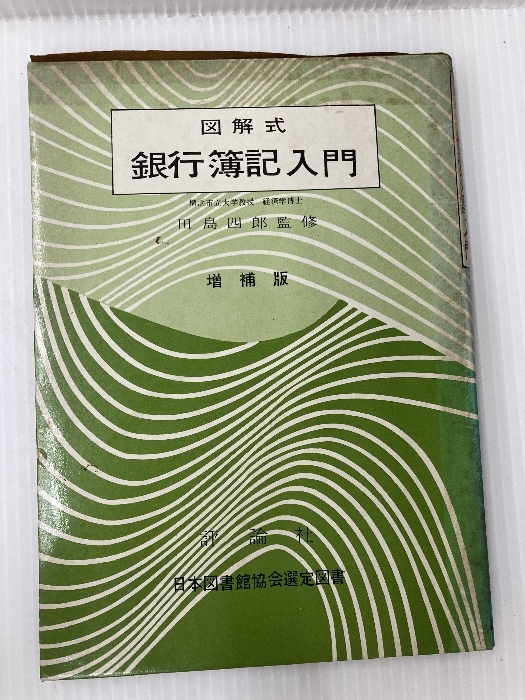 図解式
銀行簿記入門
横浜市立大学教授 経済学博士
田島四郎監修
増補版
評論社
日本図書館協会選定図書